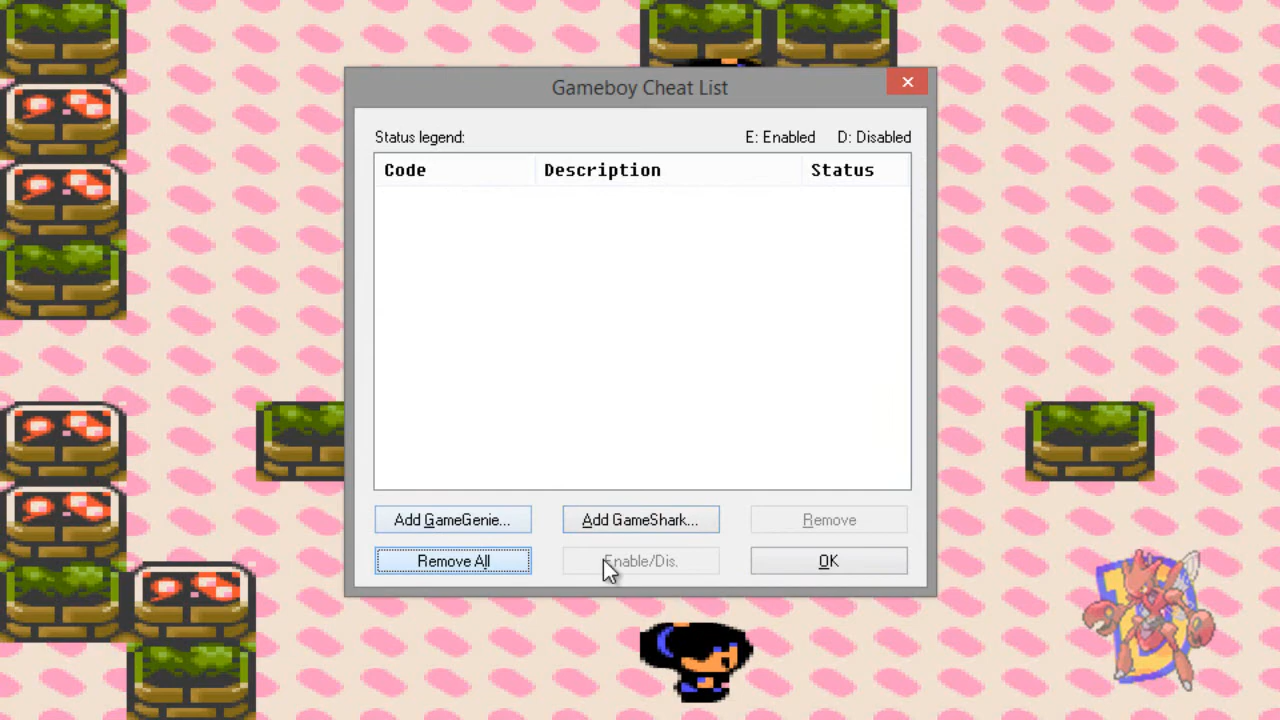 Gameboy Cheat List
Status legend: E: Enabled D: Disabled
Code Description Status
Add GameGenie... Add GameShark... Remove
Remove All Enable/Dis. OK